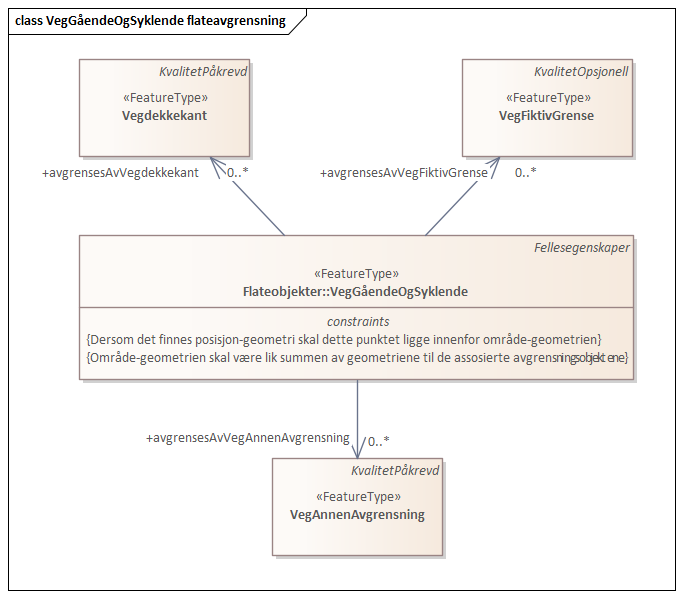 class VegGåendeOgSyklende flateavgrensning
KvalitetPåkrevd
«FeatureType»
Vegdekkekant
KvalitetOpsjonell
«FeatureType»
VegFiktivGrense
+avgrensesAvVegdekkekant 0..*
+avgrensesAvVegFiktivGrense 0..*
Fellesegenskaper
«FeatureType»
Flateobjekter::VegGåendeOgSyklende
constraints
{Dersom det finnes posisjon-geometri skal dette punktet ligge innenfor område-geometrien}
{Område-geometrien skal være lik summen av geometriene til de assosierte avgrensningsobjektene}
+avgrensesAvVegAnnenAvgrensning 0..*
KvalitetPåkrevd
«FeatureType»
VegAnnenAvgrensning